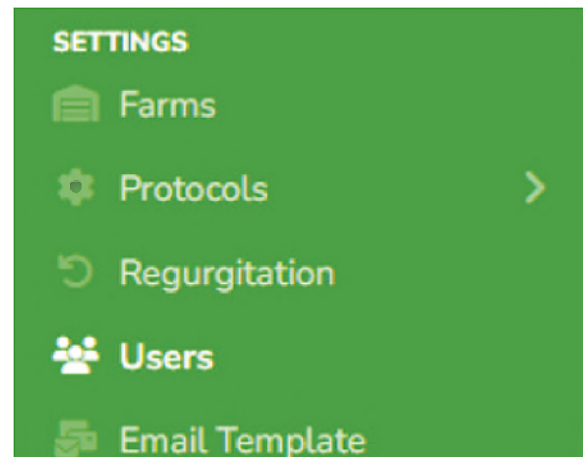 SETTINGS
Farms
Protocols
Regurgitation
Users
Email Template